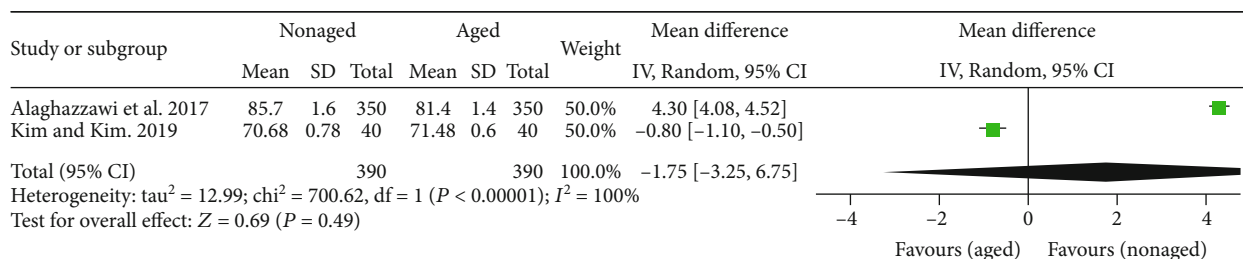 Study or subgroup Nonaged Aged Weight Mean difference Mean difference
Mean SD Total Mean SD Total IV, Random, 95% CI IV, Random, 95% CI
Alaghazzawi et al. 2017 85.7 1.6 350 81.4 1.4 350 50.0% 4.30 [4.08, 4.52]
Kim and Kim. 2019 70.68 0.78 40 71.48 0.6 40 50.0% –0.80 [–1.10, –0.50]
Total (95% CI) 390 390 100.0% –1.75 [–3.25, 6.75]
Heterogeneity: tau² = 12.99; chi² = 700.62, df = 1 (P < 0.00001); I² = 100%
Test for overall effect: Z = 0.69 (P = 0.49)
–4 –2 0 2 4
Favours (aged) Favours (nonaged)